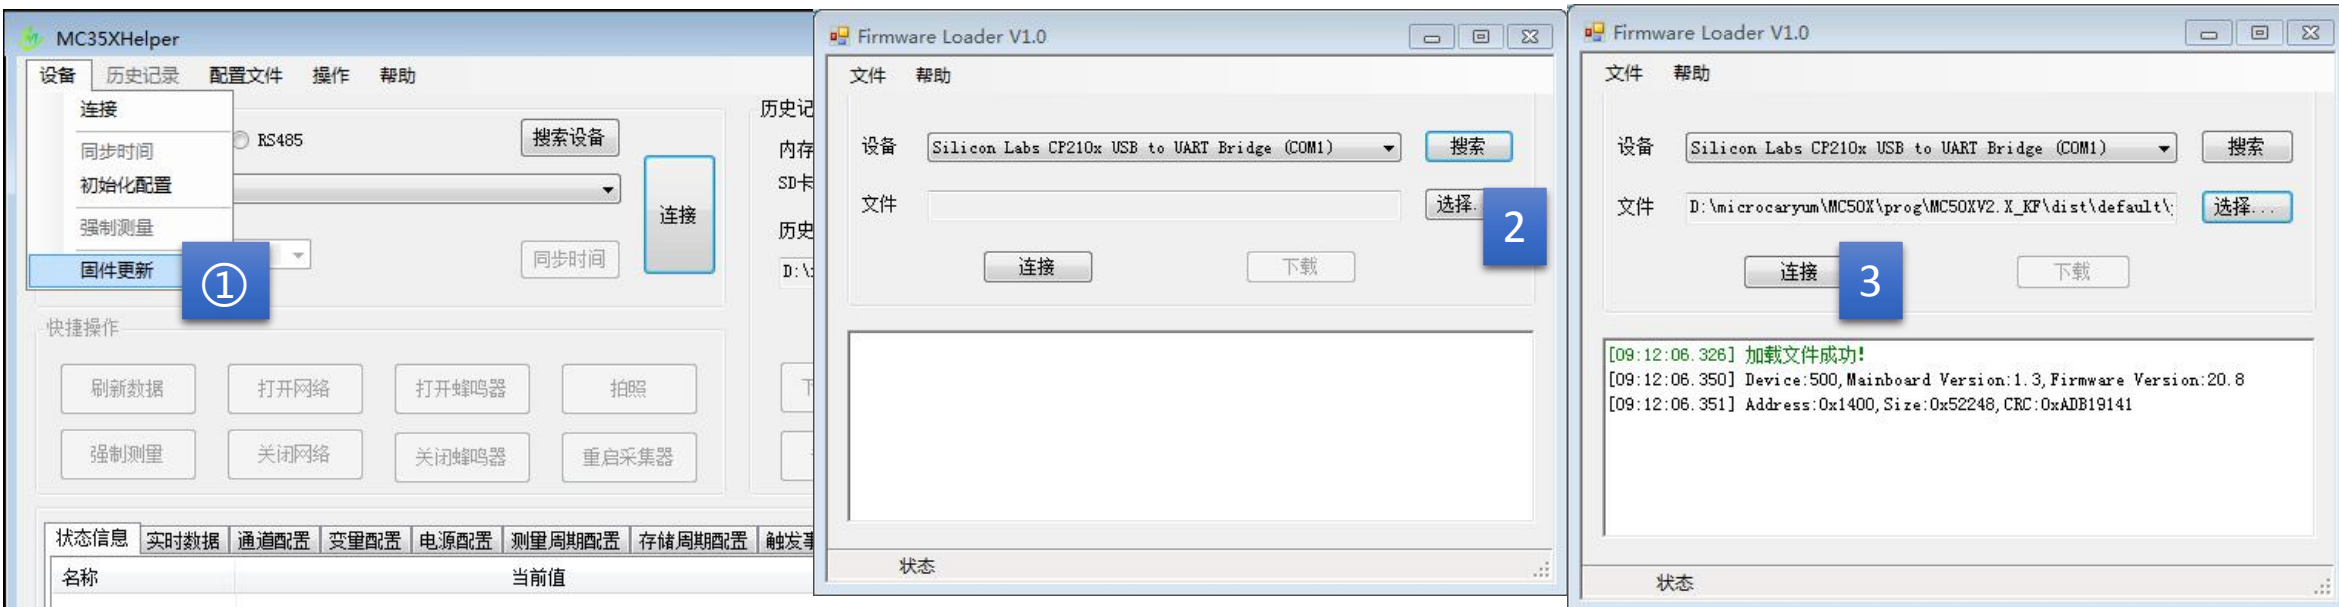 MC35XHelper
设备 历史记录 配置文件 操作 帮助
连接
同步时间
初始化配置
强制测量
固件更新
①
RS485
搜索设备
连接
同步时间
历史记
内存
SD卡
历史
D:\
快捷操作
刷新数据 打开网络 打开蜂鸣器 拍照
强制测量 关闭网络 关闭蜂鸣器 重启采集器
状态信息 实时数据 通道配置 变量配置 电源配置 测量周期配置 存储周期配置 触发事
名称 当前值
Firmware Loader V1.0
文件 帮助
设备 Silicon Labs CP210x USB to UART Bridge (COM1) 搜索
文件 选择.
2
连接 下载
状态
Firmware Loader V1.0
文件 帮助
设备 Silicon Labs CP210x USB to UART Bridge (COM1) 搜索
文件 D:\microcaryum\MC50X\prog\MC50XV2.X_KF\dist\default\ 选择...
连接 3 下载
[09:12:06.326] 加载文件成功!
[09:12:06.350] Device:500,Mainboard Version:1.3,Firmware Version:20.8
[09:12:06.351] Address:0x1400,Size:0x52248,CRC:0xADB19141
状态